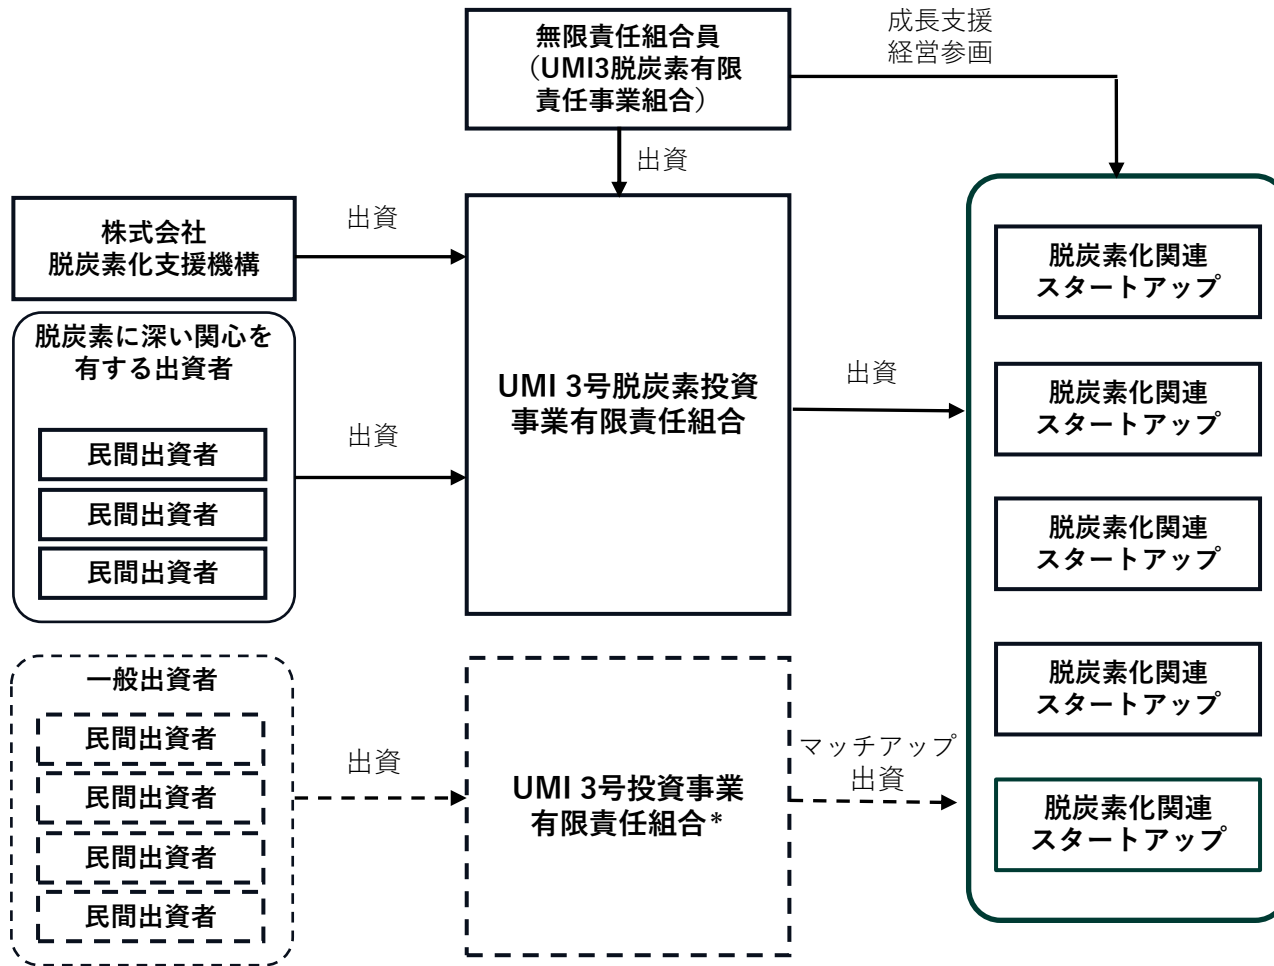 無限責任組合員
（UMI3脱炭素有限
責任事業組合）
成長支援
経営参画
出資
株式会社
脱炭素化支援機構
出資
脱炭素に深い関心を
有する出資者
民間出資者
民間出資者
民間出資者
出資
UMI 3号脱炭素投資
事業有限責任組合
出資
脱炭素化関連
スタートアップ
脱炭素化関連
スタートアップ
脱炭素化関連
スタートアップ
脱炭素化関連
スタートアップ
脱炭素化関連
スタートアップ
一般出資者
民間出資者
民間出資者
民間出資者
民間出資者
出資
UMI 3号投資事業
有限責任組合*
マッチアップ
出資